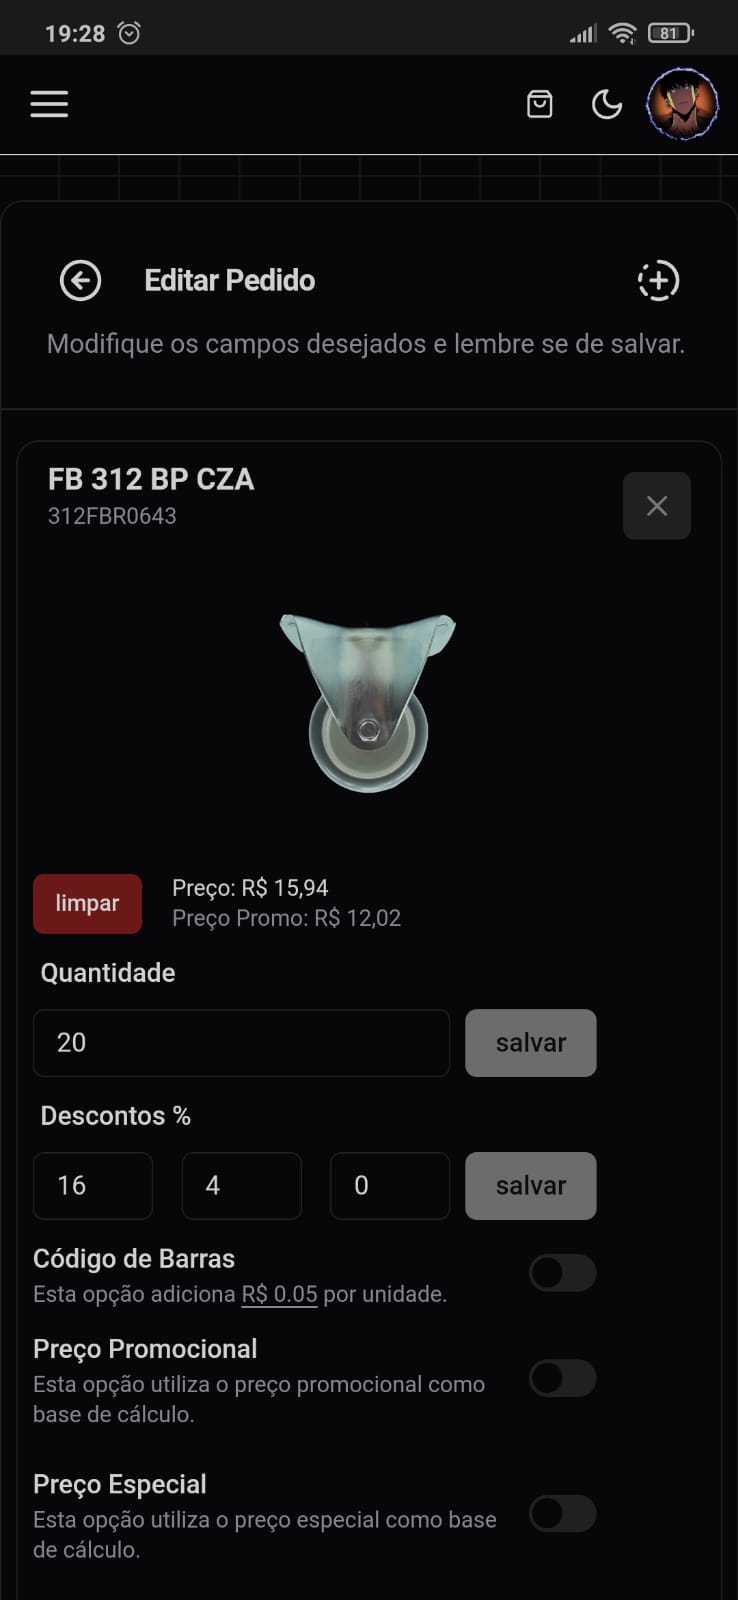 19:28
81
Editar Pedido
Modifique os campos desejados e lembre se de salvar.
FB 312 BP CZA
312FBR0643
limpar
Preço: R$ 15,94
Preço Promo: R$ 12,02
Quantidade
20
salvar
Descontos %
16
4
0
salvar
Código de Barras
Esta opção adiciona R$ 0.05 por unidade.
Preço Promocional
Esta opção utiliza o preço promocional como
base de cálculo.
Preço Especial
Esta opção utiliza o preço especial como base
de cálculo.